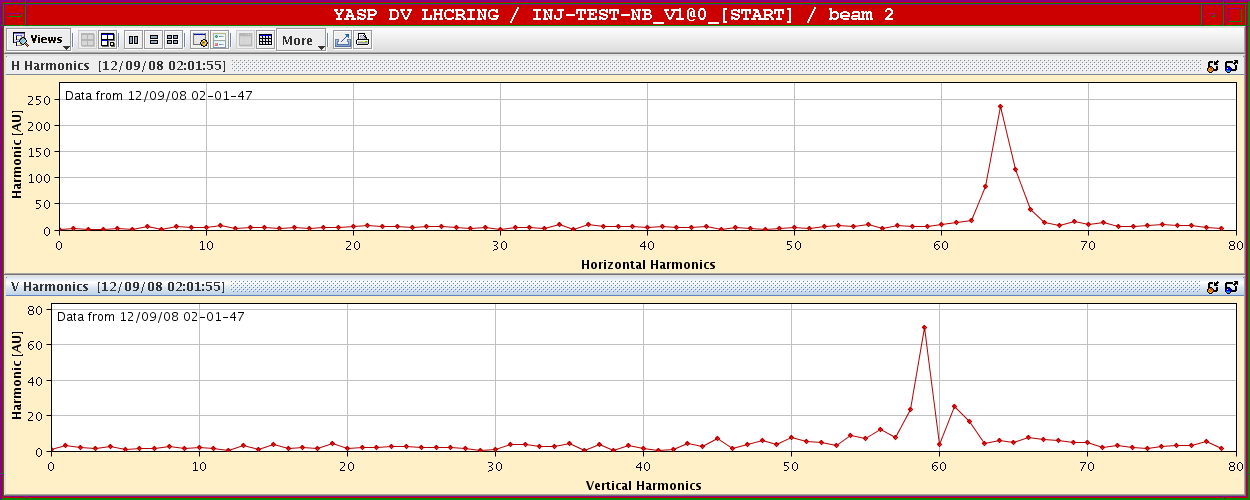 YASP DV LHCRING / INJ-TEST-NB_V1@0_[START] / beam 2
Views More
H Harmonics [12/09/08 02:01:55]
Data from 12/09/08 02-01-47
Harmonic [AU]
250
200
150
100
50
0
0 10 20 30 40 50 60 70 80
Horizontal Harmonics
V Harmonics [12/09/08 02:01:55]
Data from 12/09/08 02-01-47
Harmonic [AU]
80
60
40
20
0
0 10 20 30 40 50 60 70 80
Vertical Harmonics